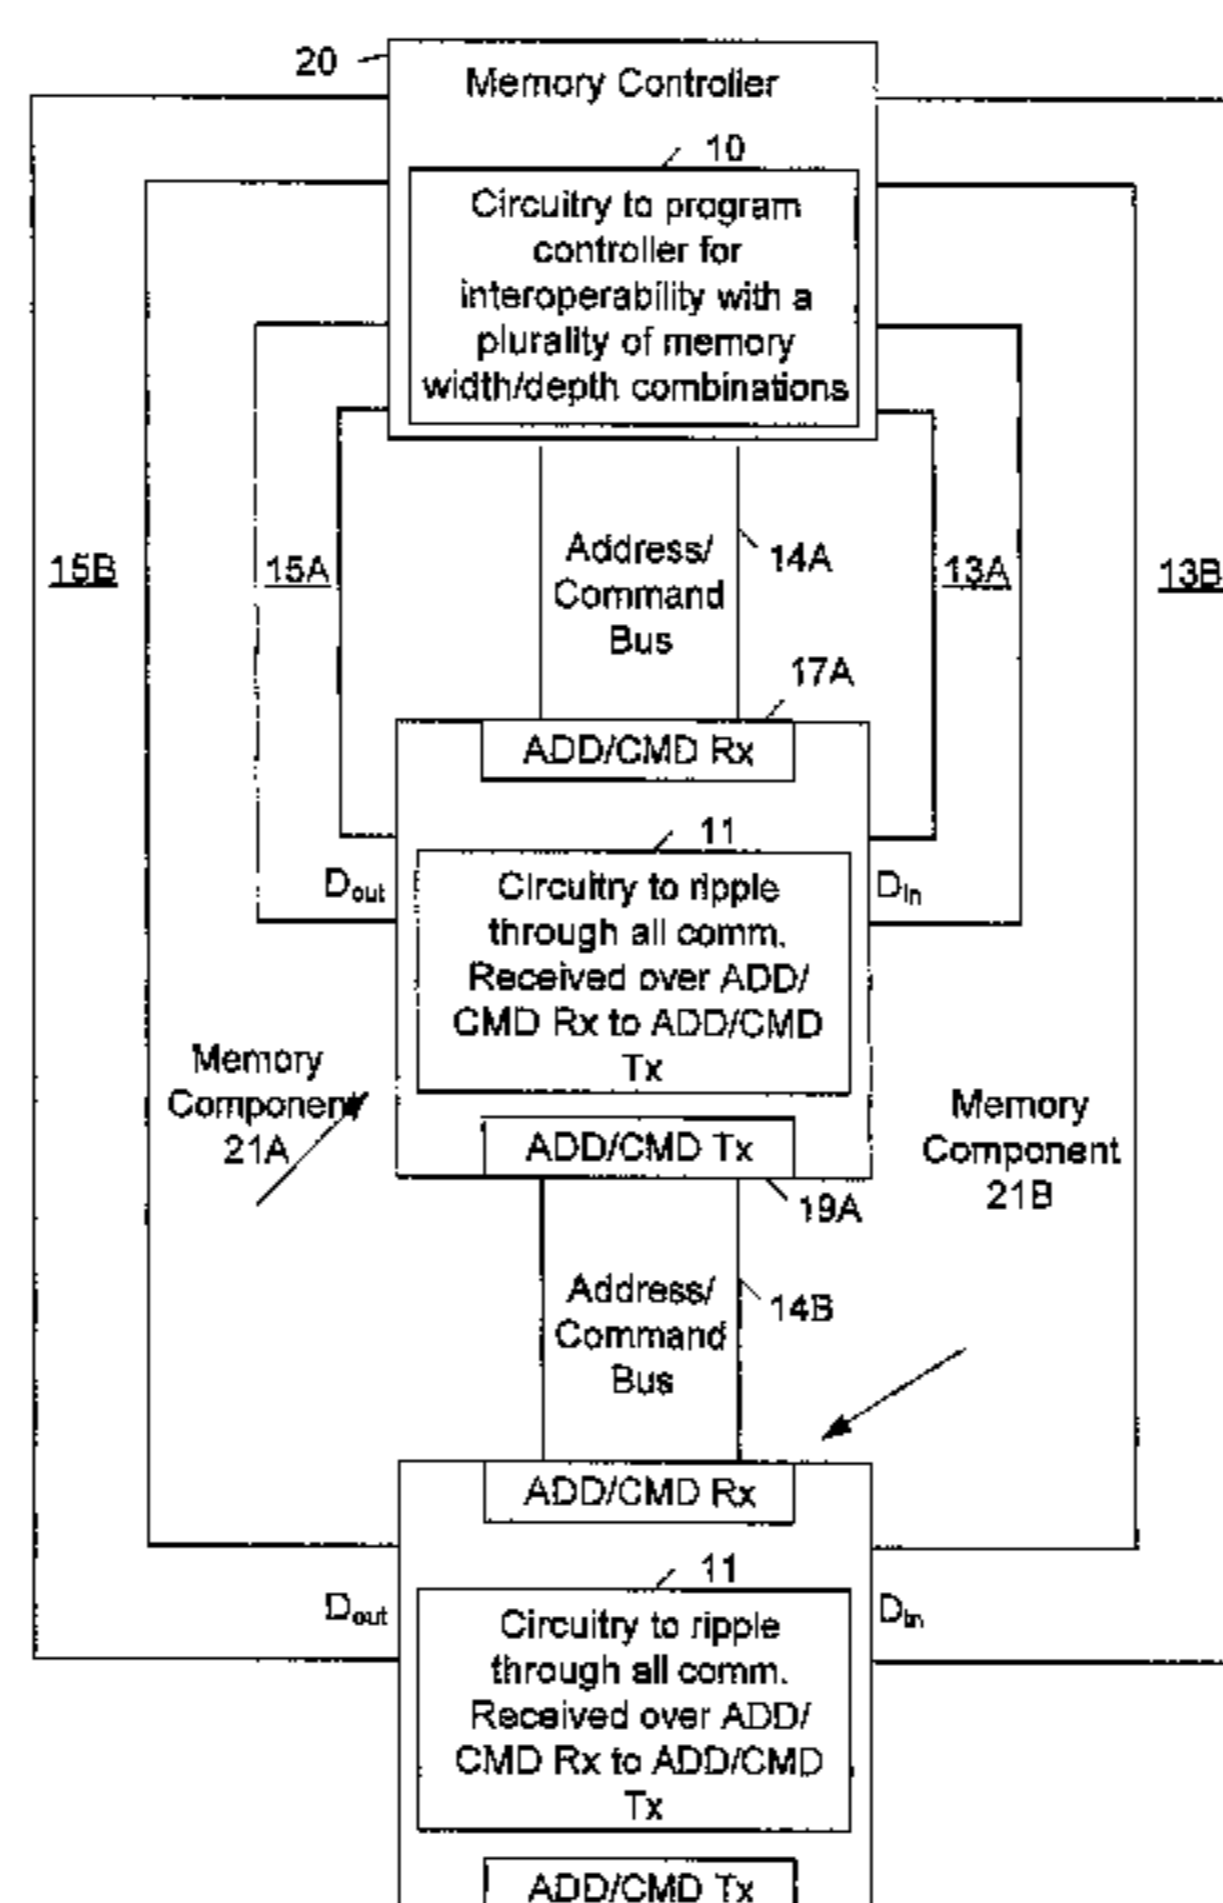 20
Memory Controller
10
Circuitry to program
controller for
interoperability with a
plurality of memory
width/depth combinations
15B
15A
Address/
Command
Bus
14A
13A
13B
17A
ADD/CMD Rx
11
Dout
Din
Circuitry to ripple
through all comm.
Received over ADD/
CMD Rx to ADD/CMD
Tx
Memory
Component
21A
Memory
Component
21B
ADD/CMD Tx
19A
Address/
Command
Bus
14B
ADD/CMD Rx
11
Dout
Din
Circuitry to ripple
through all comm.
Received over ADD/
CMD Rx to ADD/CMD
Tx
ADD/CMD Tx